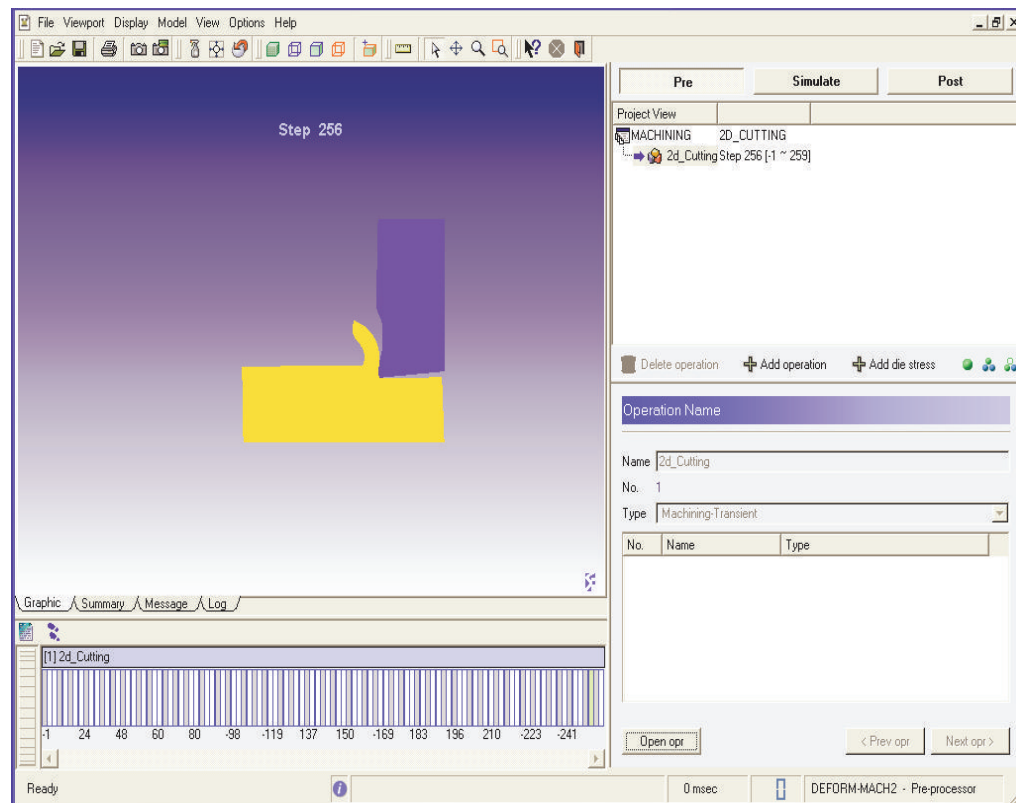 File Viewport Display Model View Options Help
Pre Simulate Post
Step 256
Project View
MACHINING 2D_CUTTING
2d_Cutting Step 256 [-1 ~ 259]
Delete operation Add operation Add die stress
Operation Name
Name 2d_Cutting
No. 1
Type Machining-Transient
No. Name Type
Graphic Summary Message Log
[1] 2d_Cutting
-1 24 48 60 80 -98 -119 137 150 -169 183 196 210 -223 -241
Open opr < Prev opr Next opr >
Ready 0 msec DEFORM-MACH2 - Pre-processor